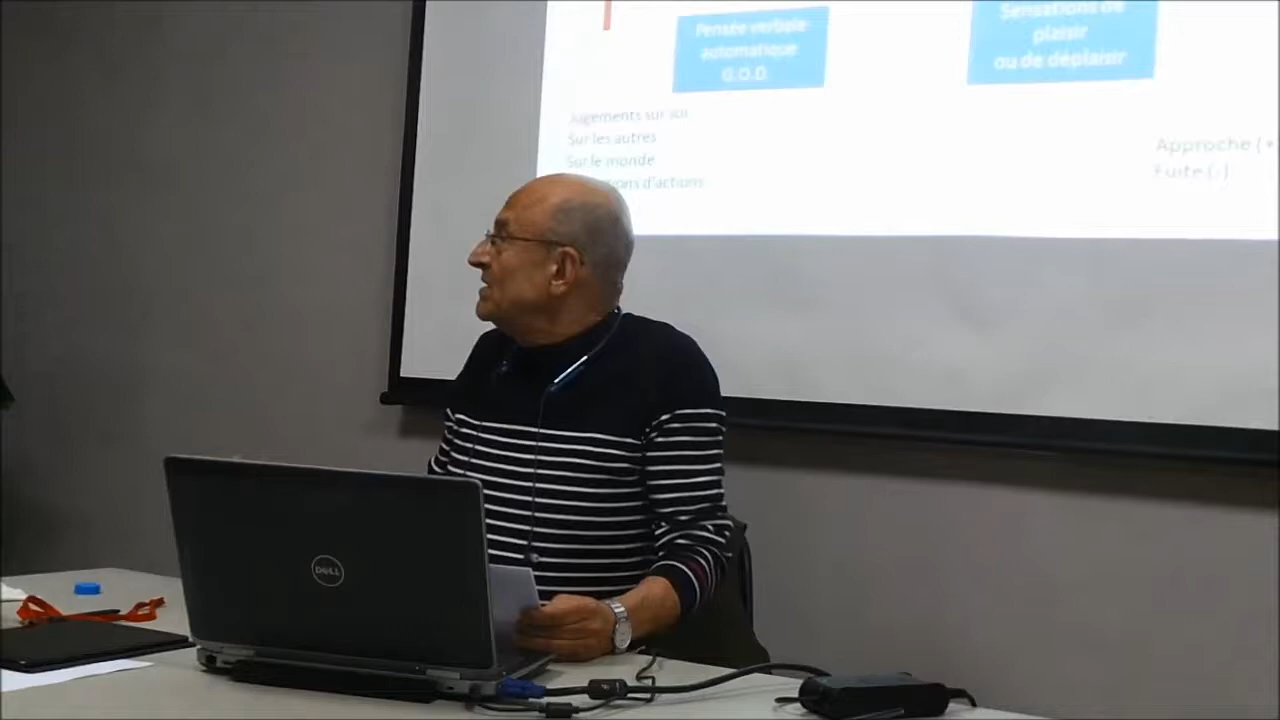 Pensée verbale
automatique
G.O.D.
Sensations de
plaisir
ou de déplaisir
Jugements sur soi
Sur les autres
Sur le monde
d'actions
Approche (+
Fuite (-)
DELL